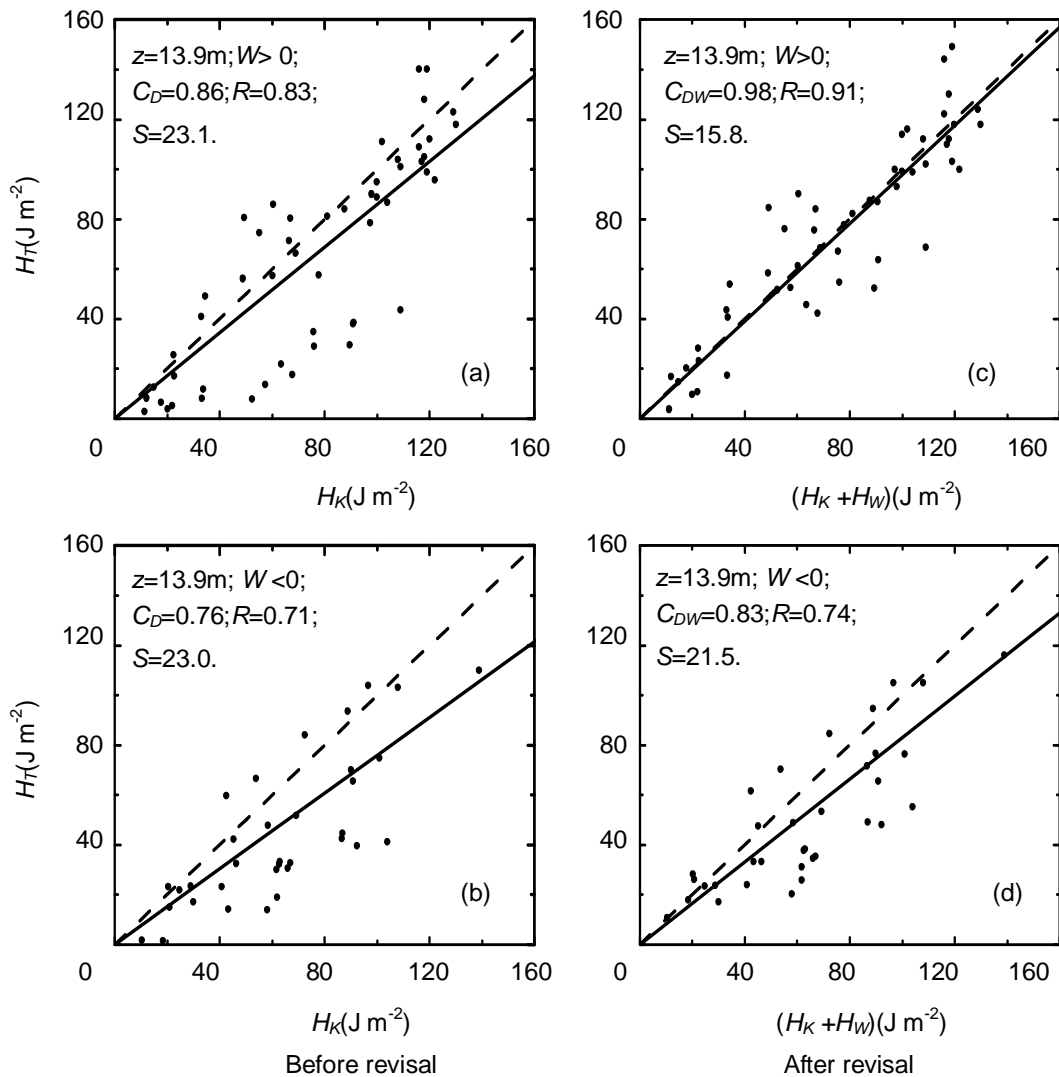 160
120
80
40
0
40
80
120
160
H_T(J m^-2)
H_K(J m^-2)
z=13.9m;W> 0;
C_D=0.86;R=0.83;
S=23.1.
(a)
160
120
80
40
0
40
80
120
160
(H_K +H_W)(J m^-2)
z=13.9m; W>0;
C_DW=0.98;R=0.91;
S=15.8.
(c)
160
120
80
40
0
40
80
120
160
H_T(J m^-2)
H_K(J m^-2)
z=13.9m; W <0;
C_D=0.76;R=0.71;
S=23.0.
(b)
Before revisal
160
120
80
40
0
40
80
120
160
(H_K +H_W)(J m^-2)
z=13.9m; W <0;
C_DW=0.83;R=0.74;
S=21.5.
(d)
After revisal